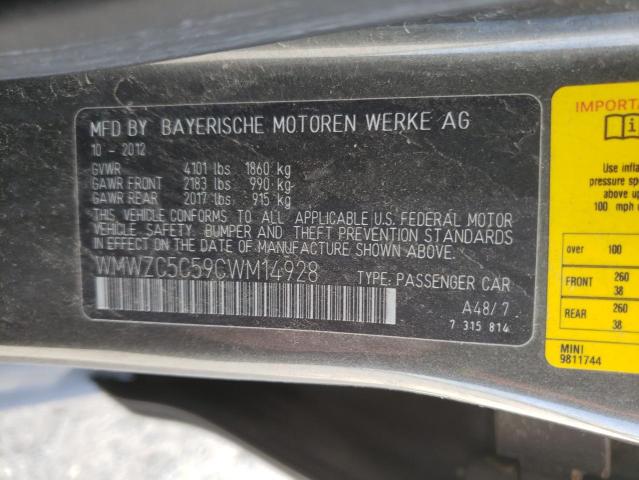 MFD BY BAYERISCHE MOTOREN WERKE AG
10 - 2012
GVWR 4101 lbs 1860 kg
GAWR FRONT 2183 lbs 990 kg
GAWR REAR 2017 lbs 915 kg
THIS VEHICLE CONFORMS TO ALL APPLICABLE U.S. FEDERAL MOTOR
VEHICLE SAFETY, BUMPER AND THEFT PREVENTION STANDARDS
IN EFFECT ON THE DATE OF MANUFACTURE SHOWN ABOVE.
WMWZC5C59CWM14928
TYPE: PASSENGER CAR
A48/7
7 315 814
IMPORTA
Use infla
pressure spe
above up
100 mph
over 100
FRONT 260
38
REAR 260
38
MINI
9811744